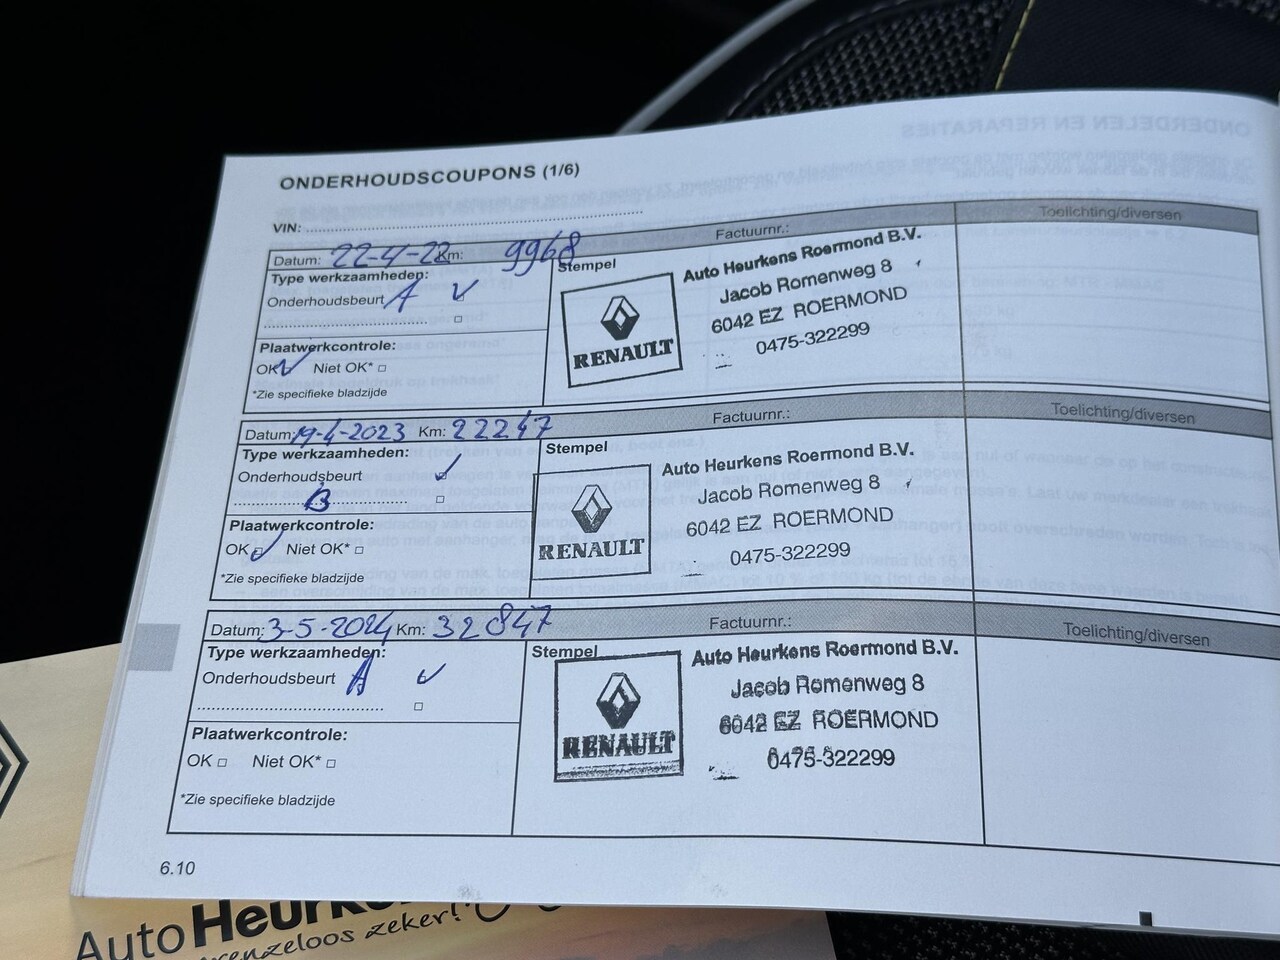 ONDERDELEN EN REPARATIES
ONDERHOUDSCOUPONS (1/6)
VIN:
Datum: 22-4-22 Km: 9968 Factuurnr.: Toelichting/diversen
Type werkzaamheden:
Onderhoudsbeurt A
Plaatwerkcontrole:
OK Niet OK*
*Zie specifieke bladzijde
Stempel
RENAULT
Auto Heurkens Roermond B.V.
Jacob Romenweg 8
6042 EZ ROERMOND
0475-322299
Datum: 19-4-2023 Km: 22247 Factuurnr.: Toelichting/diversen
Type werkzaamheden:
Onderhoudsbeurt
B
Plaatwerkcontrole:
OK Niet OK*
*Zie specifieke bladzijde
Stempel
RENAULT
Auto Heurkens Roermond B.V.
Jacob Romenweg 8
6042 EZ ROERMOND
0475-322299
Datum: 3-5-2024 Km: 32847 Factuurnr.: Toelichting/diversen
Type werkzaamheden:
Onderhoudsbeurt A
Plaatwerkcontrole:
OK Niet OK*
*Zie specifieke bladzijde
Stempel
RENAULT
Auto Heurkens Roermond B.V.
Jacob Romenweg 8
6042 EZ ROERMOND
0475-322299
6.10
Auto Heurk
zeker!